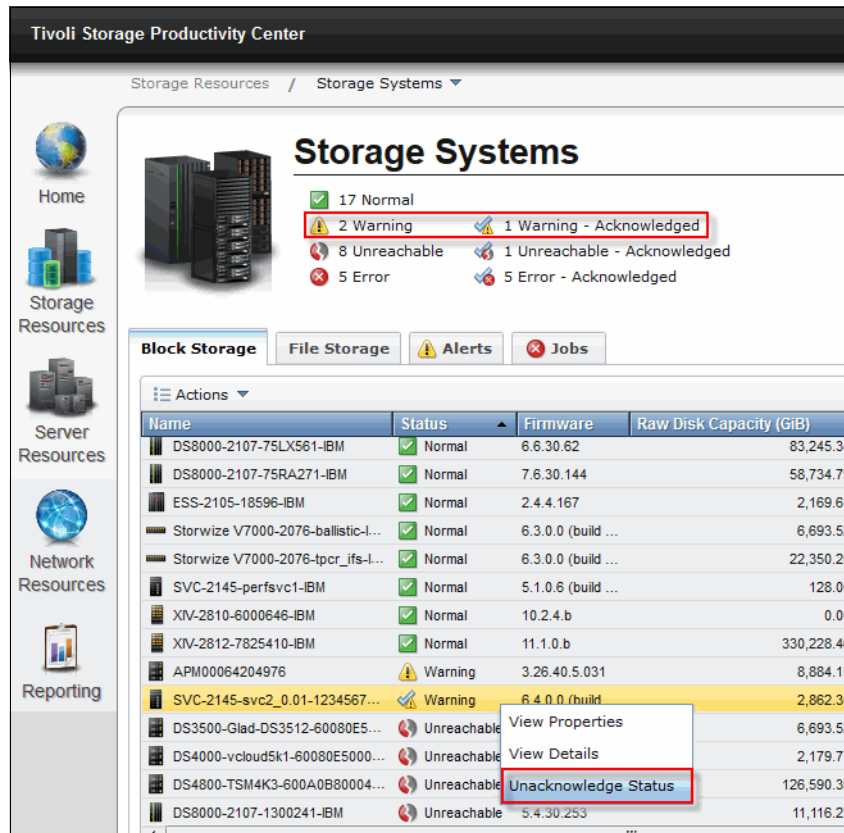 Tivoli Storage Productivity Center
Storage Resources / Storage Systems
Storage Systems
17 Normal
2 Warning 1 Warning - Acknowledged
8 Unreachable 1 Unreachable - Acknowledged
5 Error 5 Error - Acknowledged
Home
Storage Resources
Server Resources
Network Resources
Reporting
Block Storage File Storage Alerts Jobs
Actions
Name Status Firmware Raw Disk Capacity (GiB)
DS8000-2107-75LX561-IBM Normal 6.6.30.62 83,245.3
DS8000-2107-75RA271-IBM Normal 7.6.30.144 58,734.7
ESS-2105-18596-IBM Normal 2.4.4.167 2,169.6
Storwize V7000-2076-ballistic-I... Normal 6.3.0.0 (build ... 6,693.5
Storwize V7000-2076-tpcr_ifs-I... Normal 6.3.0.0 (build ... 22,350.2
SVC-2145-perfsvc1-IBM Normal 5.1.0.6 (build ... 128.0
XIV-2810-6000646-IBM Normal 10.2.4.b 0.0
XIV-2812-7825410-IBM Normal 11.1.0.b 330,228.4
APM00064204976 Warning 3.26.40.5.031 8,884.1
SVC-2145-svc2_0.01-1234567... Warning 6.4.0.0 (build 2,862.3
DS3500-Glad-DS3512-60080E5... Unreachable 6,693.5
DS4000-vcloud5k1-60080E5000... Unreachable 2,179.7
DS4800-TSM4K3-600A0B80004... Unreachable 126,590.3
DS8000-2107-1300241-IBM Unreachable 5.4.30.253 11,116.2
View Properties
View Details
Unacknowledge Status